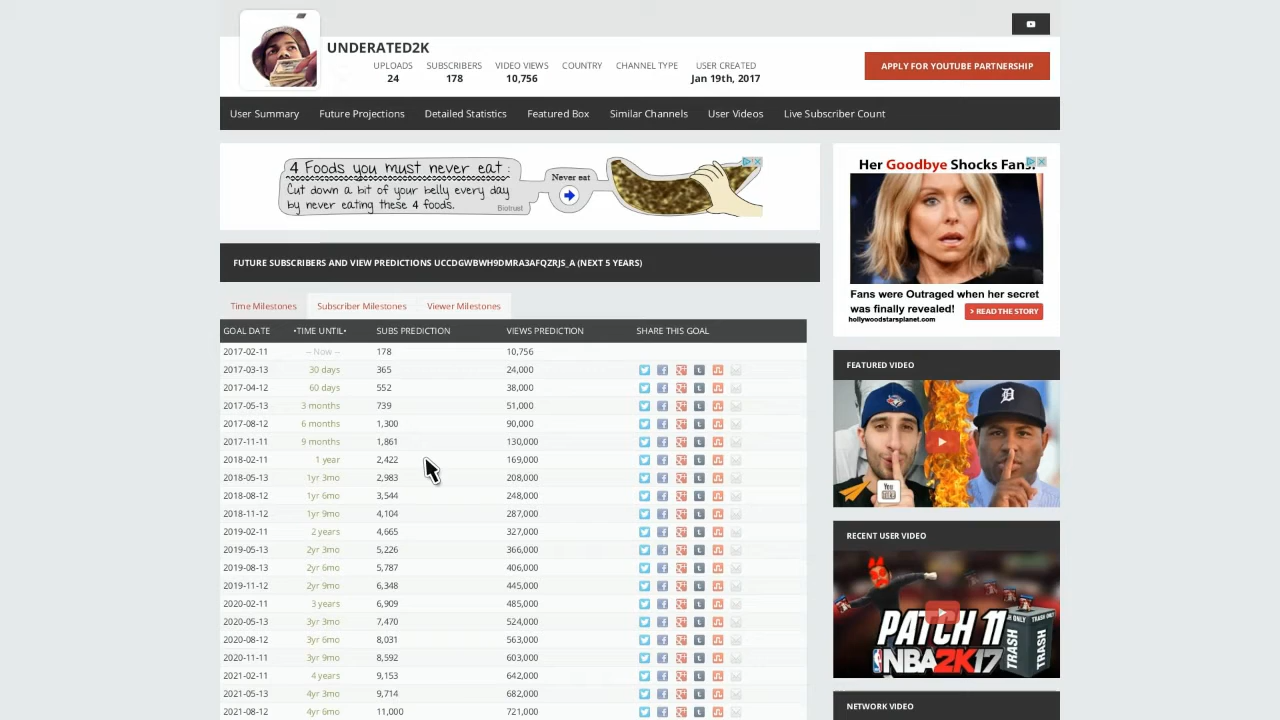 UNDERATED2K
UPLOADS SUBSCRIBERS VIDEO VIEWS COUNTRY CHANNEL TYPE USER CREATED
24 178 10,756 Jan 19th, 2017
APPLY FOR YOUTUBE PARTNERSHIP
User Summary Future Projections Detailed Statistics Featured Box Similar Channels User Videos Live Subscriber Count
4 Foods you must never eat :
Cut down a bit of your belly every day
by never eating these 4 foods.
Biotrust
Never eat
Her Goodbye Shocks Fans!
Fans were Outraged when her secret
was finally revealed!
> READ THE STORY
hollywoodstarsplanet.com
FUTURE SUBSCRIBERS AND VIEW PREDICTIONS UCCDGWBWH9DMRA3AFQZRJS_A (NEXT 5 YEARS)
Time Milestones Subscriber Milestones Viewer Milestones
GOAL DATE •TIME UNTIL• SUBS PREDICTION VIEWS PREDICTION SHARE THIS GOAL
2017-02-11 -- Now -- 178 10,756
2017-03-13 30 days 365 24,000
2017-04-12 60 days 552 38,000
2017-05-13 3 months 739 51,000
2017-08-12 6 months 1,300 90,000
2017-11-11 9 months 1,861 130,000
2018-02-11 1 year 2,422 169,000
2018-05-13 1yr 3mo 2,983 208,000
2018-08-12 1yr 6mo 3,544 248,000
2018-11-12 1yr 9mo 4,104 287,000
2019-02-11 2 years 4,665 327,000
2019-05-13 2yr 3mo 5,226 366,000
2019-08-13 2yr 6mo 5,787 406,000
2019-11-12 2yr 9mo 6,348 445,000
2020-02-11 3 years 6,909 485,000
2020-05-13 3yr 3mo 7,470 524,000
2020-08-12 3yr 6mo 8,031 563,000
2020-11-11 3yr 9mo 8,592 603,000
2021-02-11 4 years 9,153 642,000
2021-05-13 4yr 3mo 9,714 682,000
2021-08-12 4yr 6mo 11,000 721,000
FEATURED VIDEO
You
RECENT USER VIDEO
PATCH 11
NBA2K17
TRASH ONLY
TRASH
TRASH
NETWORK VIDEO